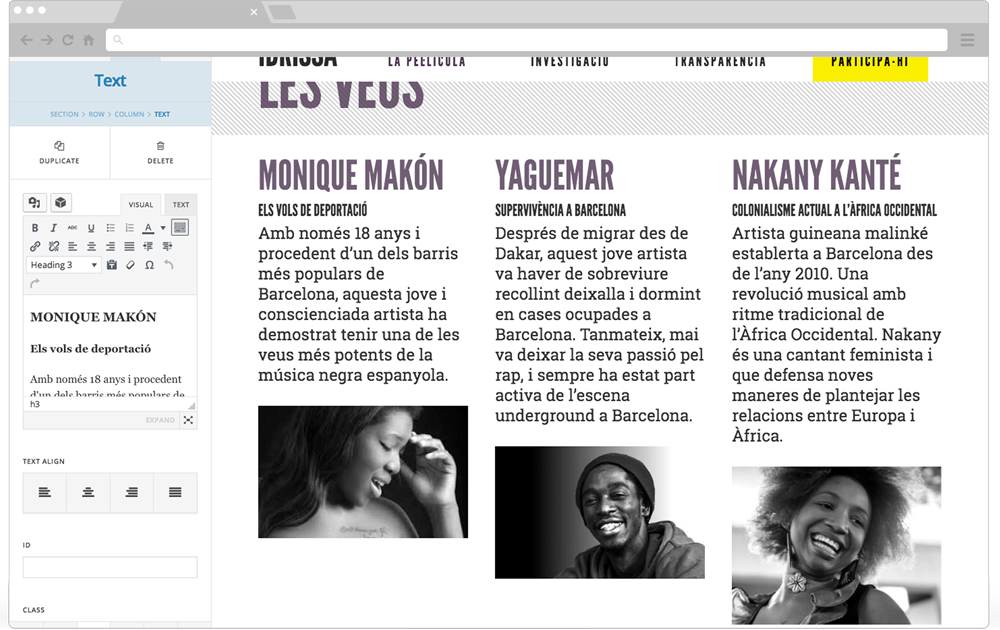 Text
SECTION > ROW > COLUMN > TEXT
DUPLICATE
DELETE
VISUAL
TEXT
B I ABC U A
Heading 3
Ω
MONIQUE MAKÓN
Els vols de deportació
Amb només 18 anys i procedent
d'un dels barris més populars de
h3
EXPAND
TEXT ALIGN
ID
CLASS
IDRISSA
LA PEL·LÍCULA
INVESTIGACIÓ
TRANSPARÈNCIA
PARTICIPA-HI
LES VEUS
MONIQUE MAKÓN
ELS VOLS DE DEPORTACIÓ
Amb només 18 anys i
procedent d’un dels barris
més populars de
Barcelona, aquesta jove i
conscienciada artista ha
demostrat tenir una de les
veus més potents de la
música negra espanyola.
YAGUEMAR
SUPERVIVÈNCIA A BARCELONA
Després de migrar des de
Dakar, aquest jove artista
va haver de sobreviure
recollint deixalla i dormint
en cases ocupades a
Barcelona. Tanmateix, mai
va deixar la seva passió pel
rap, i sempre ha estat part
activa de l’escena
underground a Barcelona.
NAKANY KANTÉ
COLONIALISME ACTUAL A L’ÀFRICA OCCIDENTAL
Artista guineana malinké
establerta a Barcelona des
de l’any 2010. Una
revolució musical amb
ritme tradicional de
l’Àfrica Occidental. Nakany
és una cantant feminista i
que defensa noves
maneres de plantejar les
relacions entre Europa i
Àfrica.